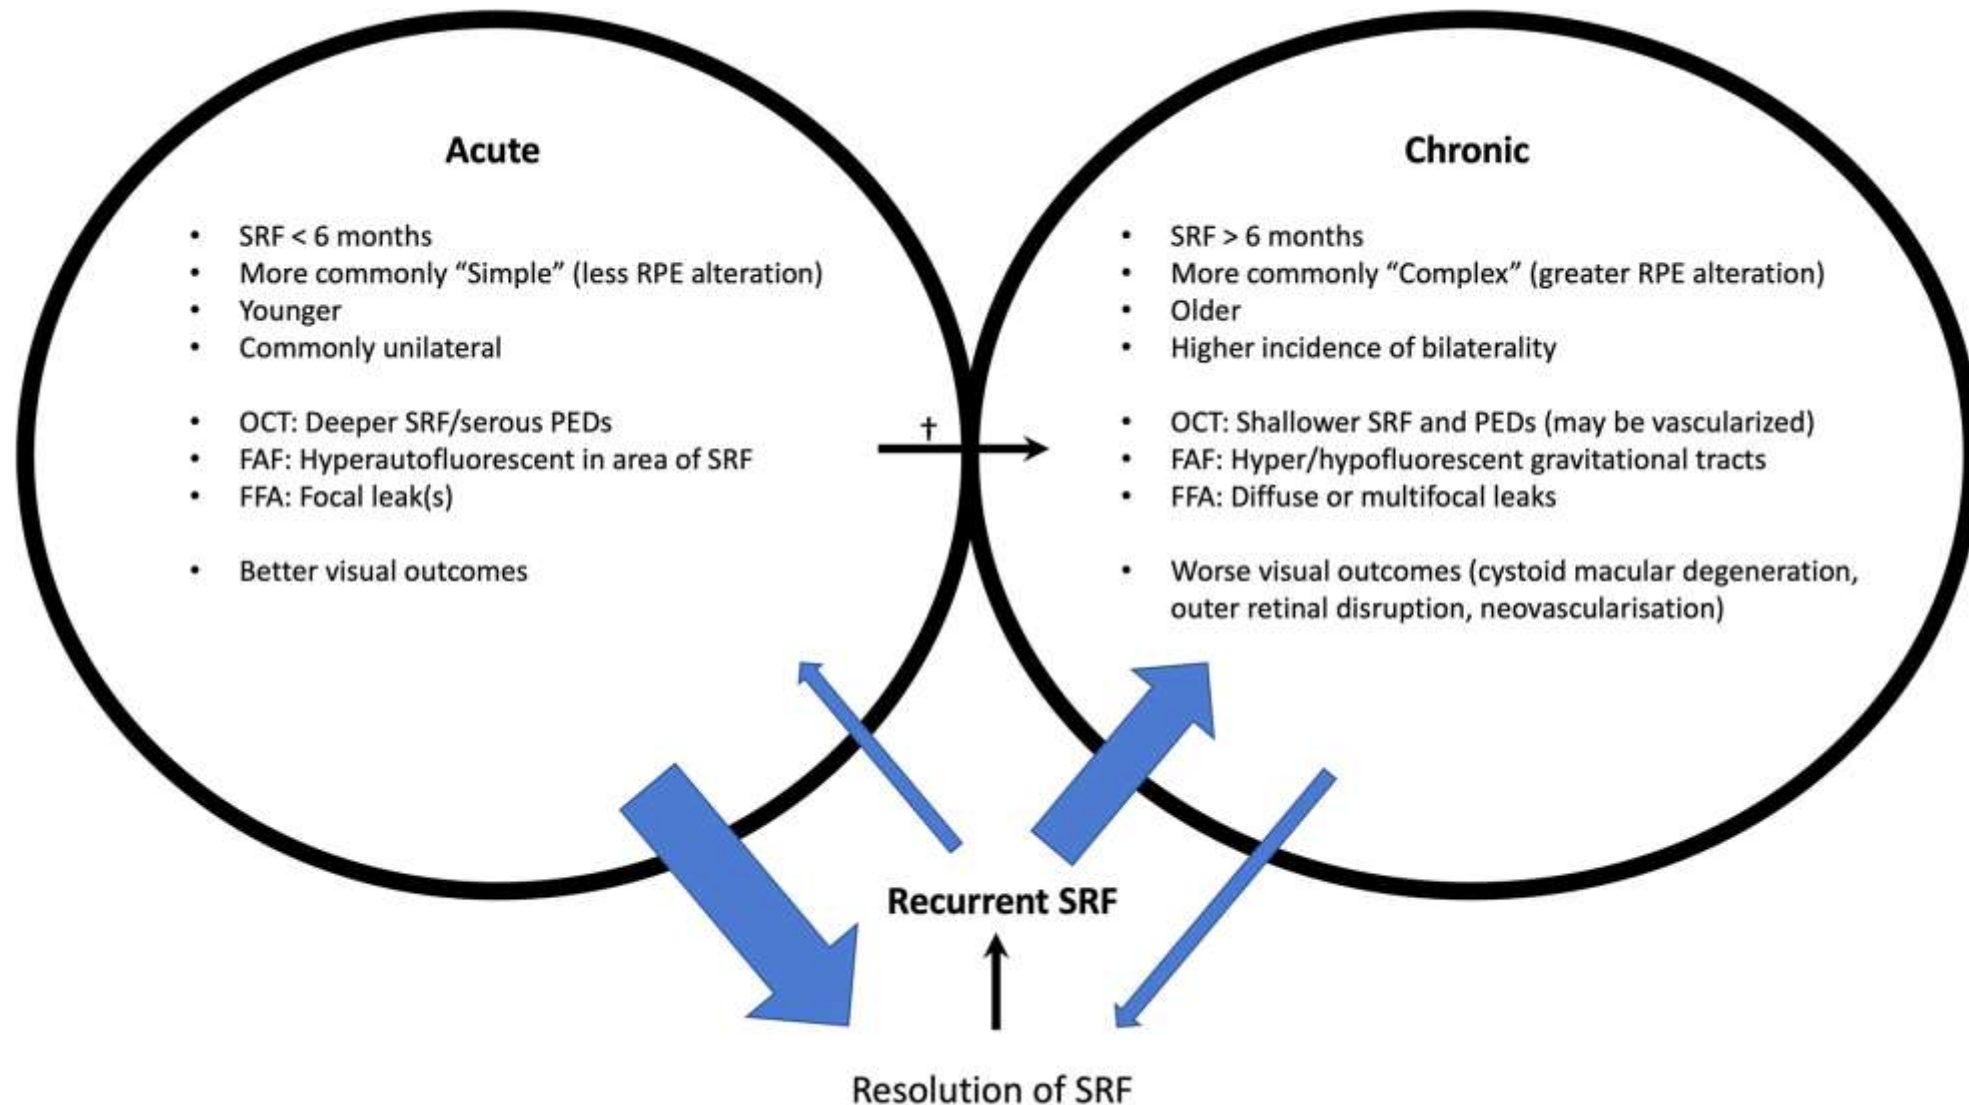 Acute
• SRF < 6 months
• More commonly “Simple” (less RPE alteration)
• Younger
• Commonly unilateral
• OCT: Deeper SRF/serous PEDs
• FAF: Hyperautofluorescent in area of SRF
• FFA: Focal leak(s)
• Better visual outcomes
†
Chronic
• SRF > 6 months
• More commonly “Complex” (greater RPE alteration)
• Older
• Higher incidence of bilaterality
• OCT: Shallower SRF and PEDs (may be vascularized)
• FAF: Hyper/hypofluorescent gravitational tracts
• FFA: Diffuse or multifocal leaks
• Worse visual outcomes (cystoid macular degeneration,
outer retinal disruption, neovascularisation)
Recurrent SRF
Resolution of SRF